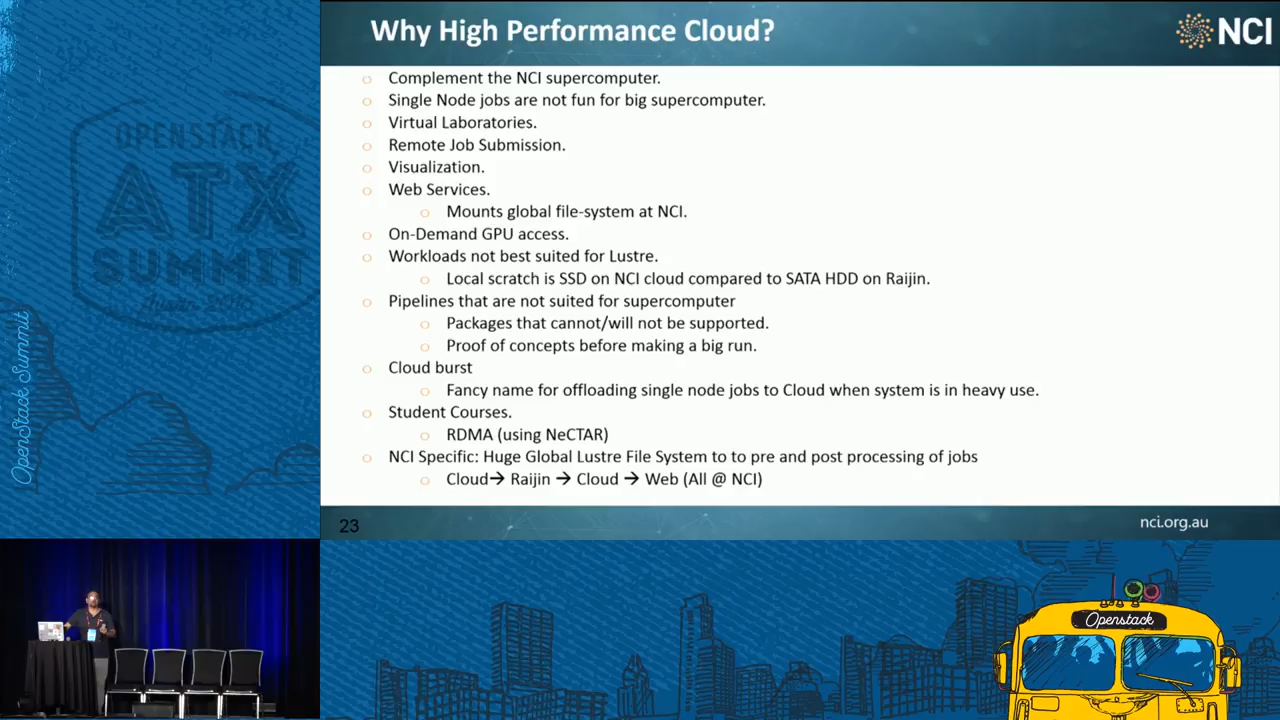 Why High Performance Cloud?
NCI
Complement the NCI supercomputer.
Single Node jobs are not fun for big supercomputer.
Virtual Laboratories.
Remote Job Submission.
Visualization.
Web Services.
Mounts global file-system at NCI.
On-Demand GPU access.
Workloads not best suited for Lustre.
Local scratch is SSD on NCI cloud compared to SATA HDD on Raijin.
Pipelines that are not suited for supercomputer
Packages that cannot/will not be supported.
Proof of concepts before making a big run.
Cloud burst
Fancy name for offloading single node jobs to Cloud when system is in heavy use.
Student Courses.
RDMA (using NeCTAR)
NCI Specific: Huge Global Lustre File System to to pre and post processing of jobs
Cloud→ Raijin → Cloud → Web (All @ NCI)
23
nci.org.au
OPENSTACK
ATX
SUMMIT
OpenStack Summit
Openstack